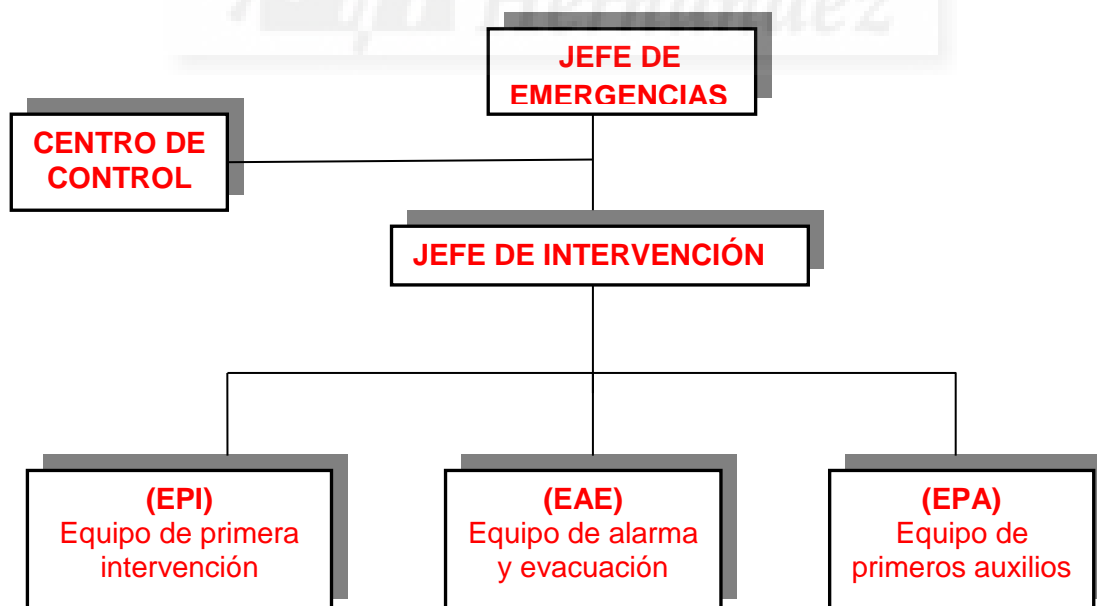 JEFE DE
EMERGENCIAS
CENTRO DE
CONTROL
JEFE DE INTERVENCIÓN
(EPI)
Equipo de primera
intervención
(EAE)
Equipo de alarma
y evacuación
(EPA)
Equipo de
primeros auxilios